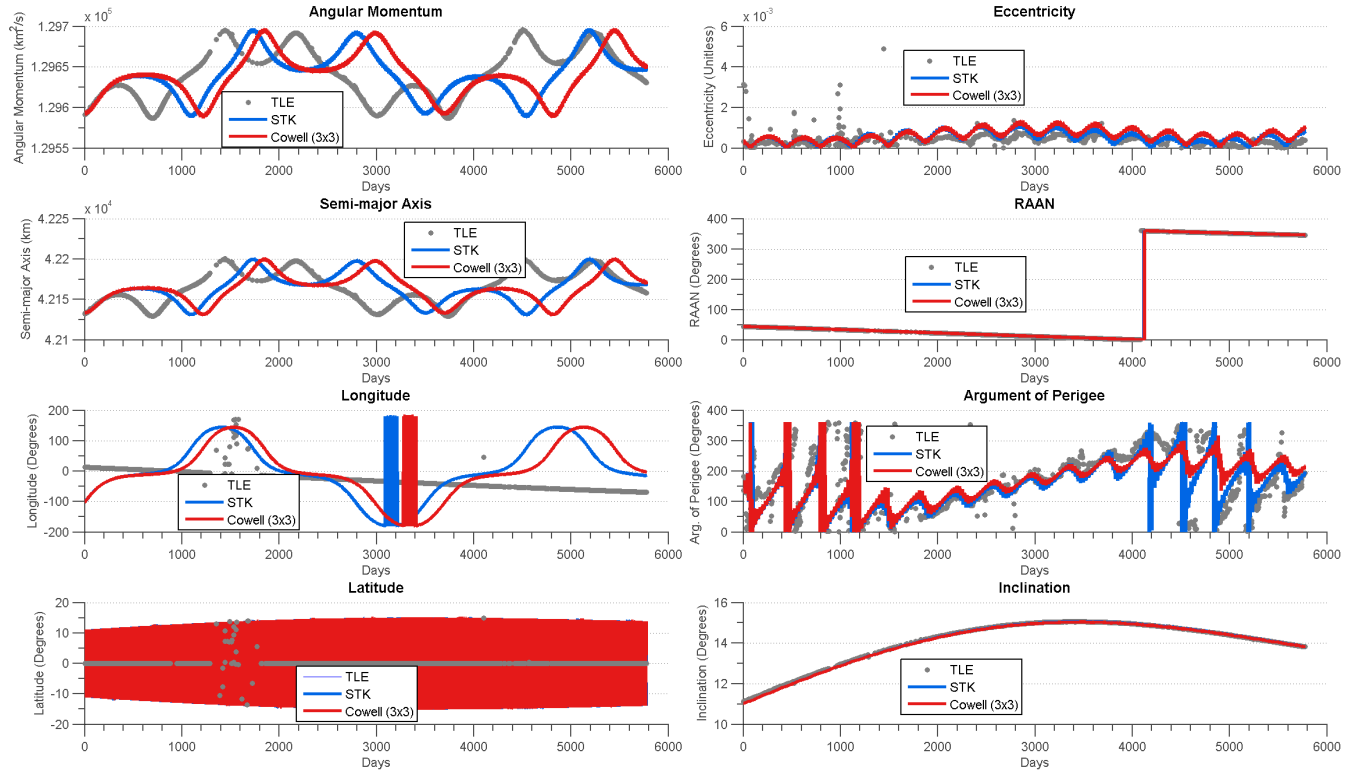 Angular Momentum
x 10^5
1.297
1.2965
1.296
1.2955
Angular Momentum (km^2/s)
TLE
STK
Cowell (3x3)
0 1000 2000 3000 4000 5000 6000
Days
Eccentricity
x 10^-3
6
4
2
0
Eccentricity (Unitless)
TLE
STK
Cowell (3x3)
0 1000 2000 3000 4000 5000 6000
Days
Semi-major Axis
x 10^4
4.225
4.22
4.215
4.21
Semi-major Axis (km)
TLE
STK
Cowell (3x3)
0 1000 2000 3000 4000 5000 6000
Days
RAAN
400
300
200
100
0
RAAN (Degrees)
TLE
STK
Cowell (3x3)
0 1000 2000 3000 4000 5000 6000
Days
Longitude
200
100
0
-100
-200
Longitude (Degrees)
TLE
STK
Cowell (3x3)
0 1000 2000 3000 4000 5000 6000
Days
Argument of Perigee
400
300
200
100
0
Arg. of Perigee (Degrees)
TLE
STK
Cowell (3x3)
0 1000 2000 3000 4000 5000 6000
Days
Latitude
20
10
0
-10
-20
Latitude (Degrees)
TLE
STK
Cowell (3x3)
0 1000 2000 3000 4000 5000 6000
Days
Inclination
16
14
12
10
Inclination (Degrees)
TLE
STK
Cowell (3x3)
0 1000 2000 3000 4000 5000 6000
Days